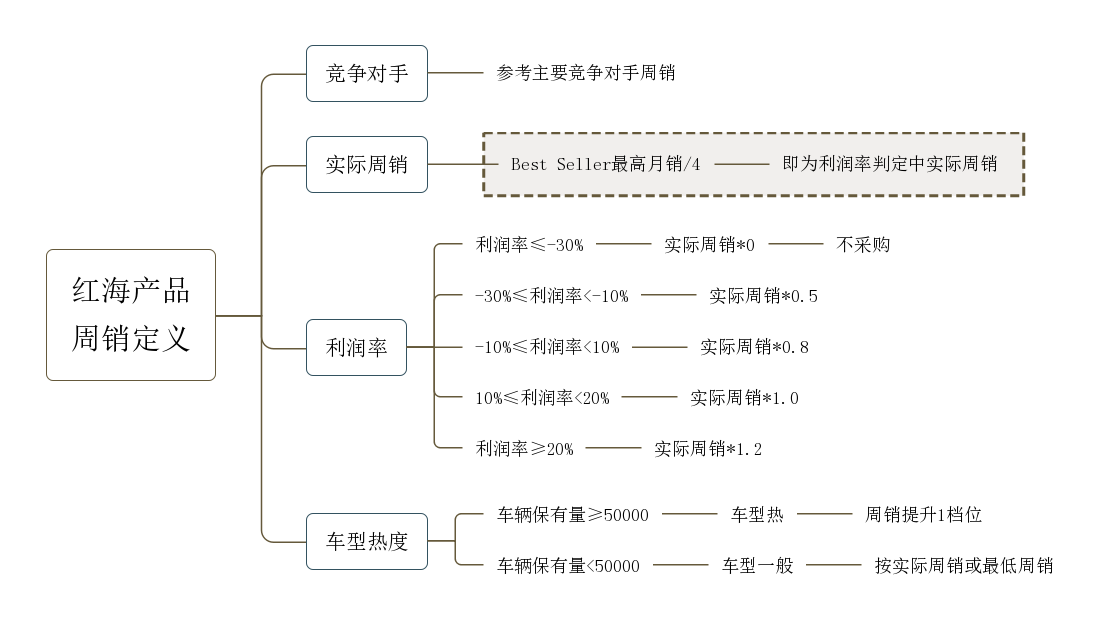 红海产品
周销定义
竞争对手
参考主要竞争对手周销
实际周销
Best Seller最高月销/4
即为利润率判定中实际周销
利润率
利润率≤-30%
实际周销*0
不采购
-30%≤利润率<-10%
实际周销*0.5
-10%≤利润率<10%
实际周销*0.8
10%≤利润率<20%
实际周销*1.0
利润率≥20%
实际周销*1.2
车型热度
车辆保有量≥50000
车型热
周销提升1档位
车辆保有量<50000
车型一般
按实际周销或最低周销